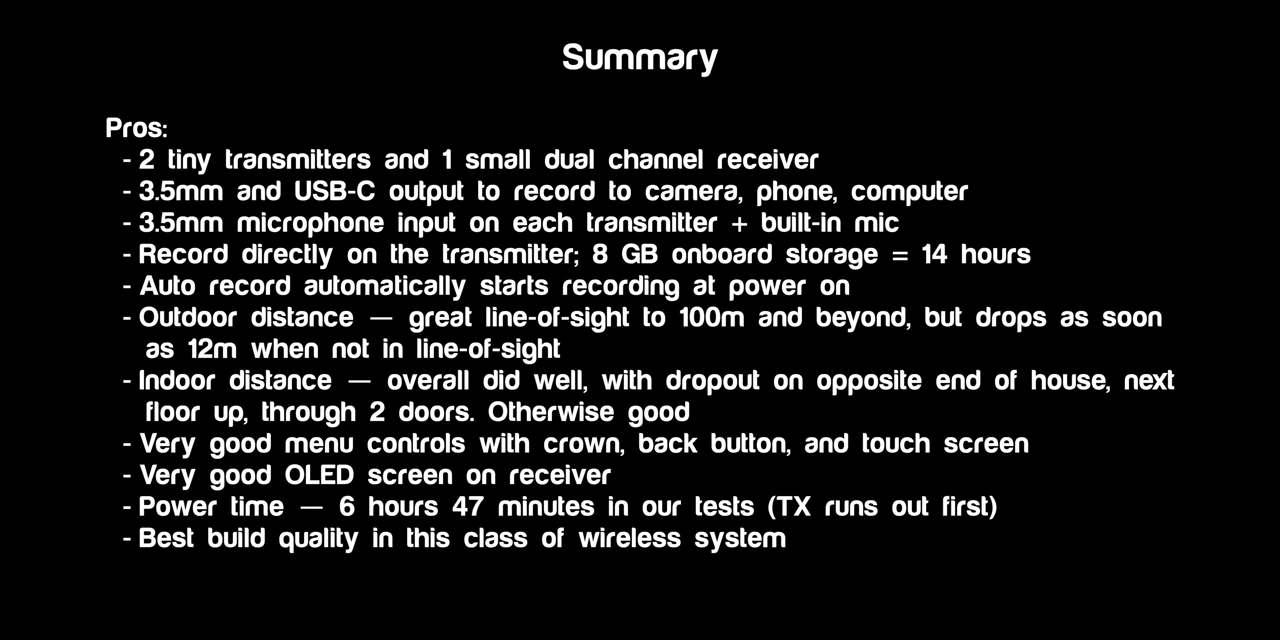 Summary
Pros:
- 2 tiny transmitters and 1 small dual channel receiver
- 3.5mm and USB-C output to record to camera, phone, computer
- 3.5mm microphone input on each transmitter + built-in mic
- Record directly on the transmitter; 8 GB onboard storage = 14 hours
- Auto record automatically starts recording at power on
- Outdoor distance — great line-of-sight to 100m and beyond, but drops as soon
as 12m when not in line-of-sight
- Indoor distance — overall did well, with dropout on opposite end of house, next
floor up, through 2 doors. Otherwise good
- Very good menu controls with crown, back button, and touch screen
- Very good OLED screen on receiver
- Power time — 6 hours 47 minutes in our tests (TX runs out first)
- Best build quality in this class of wireless system